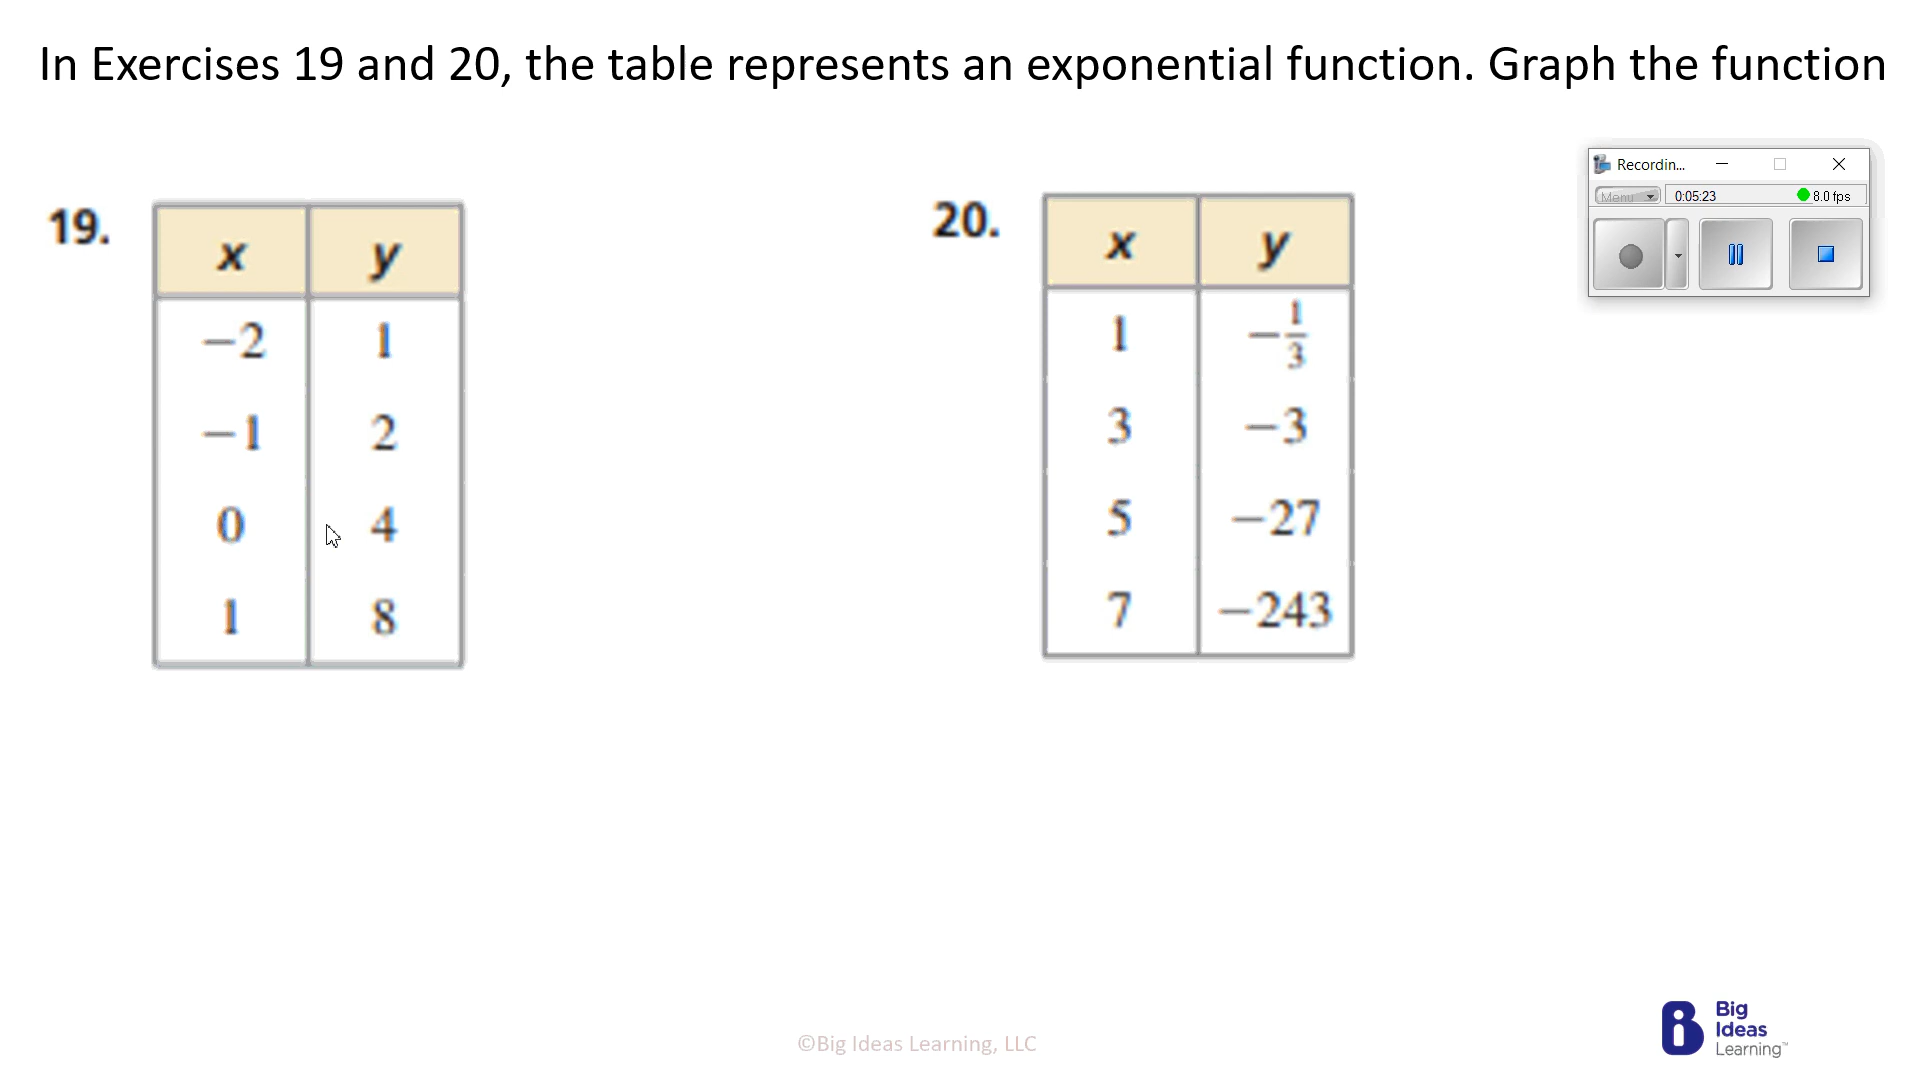 In Exercises 19 and 20, the table represents an exponential function. Graph the function
19.
x y
−2 1
−1 2
0 4
1 8
20.
x y
1 −1/3
3 −3
5 −27
7 −243
Recordin...
Menu 0:05:23 8.0 fps
©Big Ideas Learning, LLC
Big
Ideas
Learning™